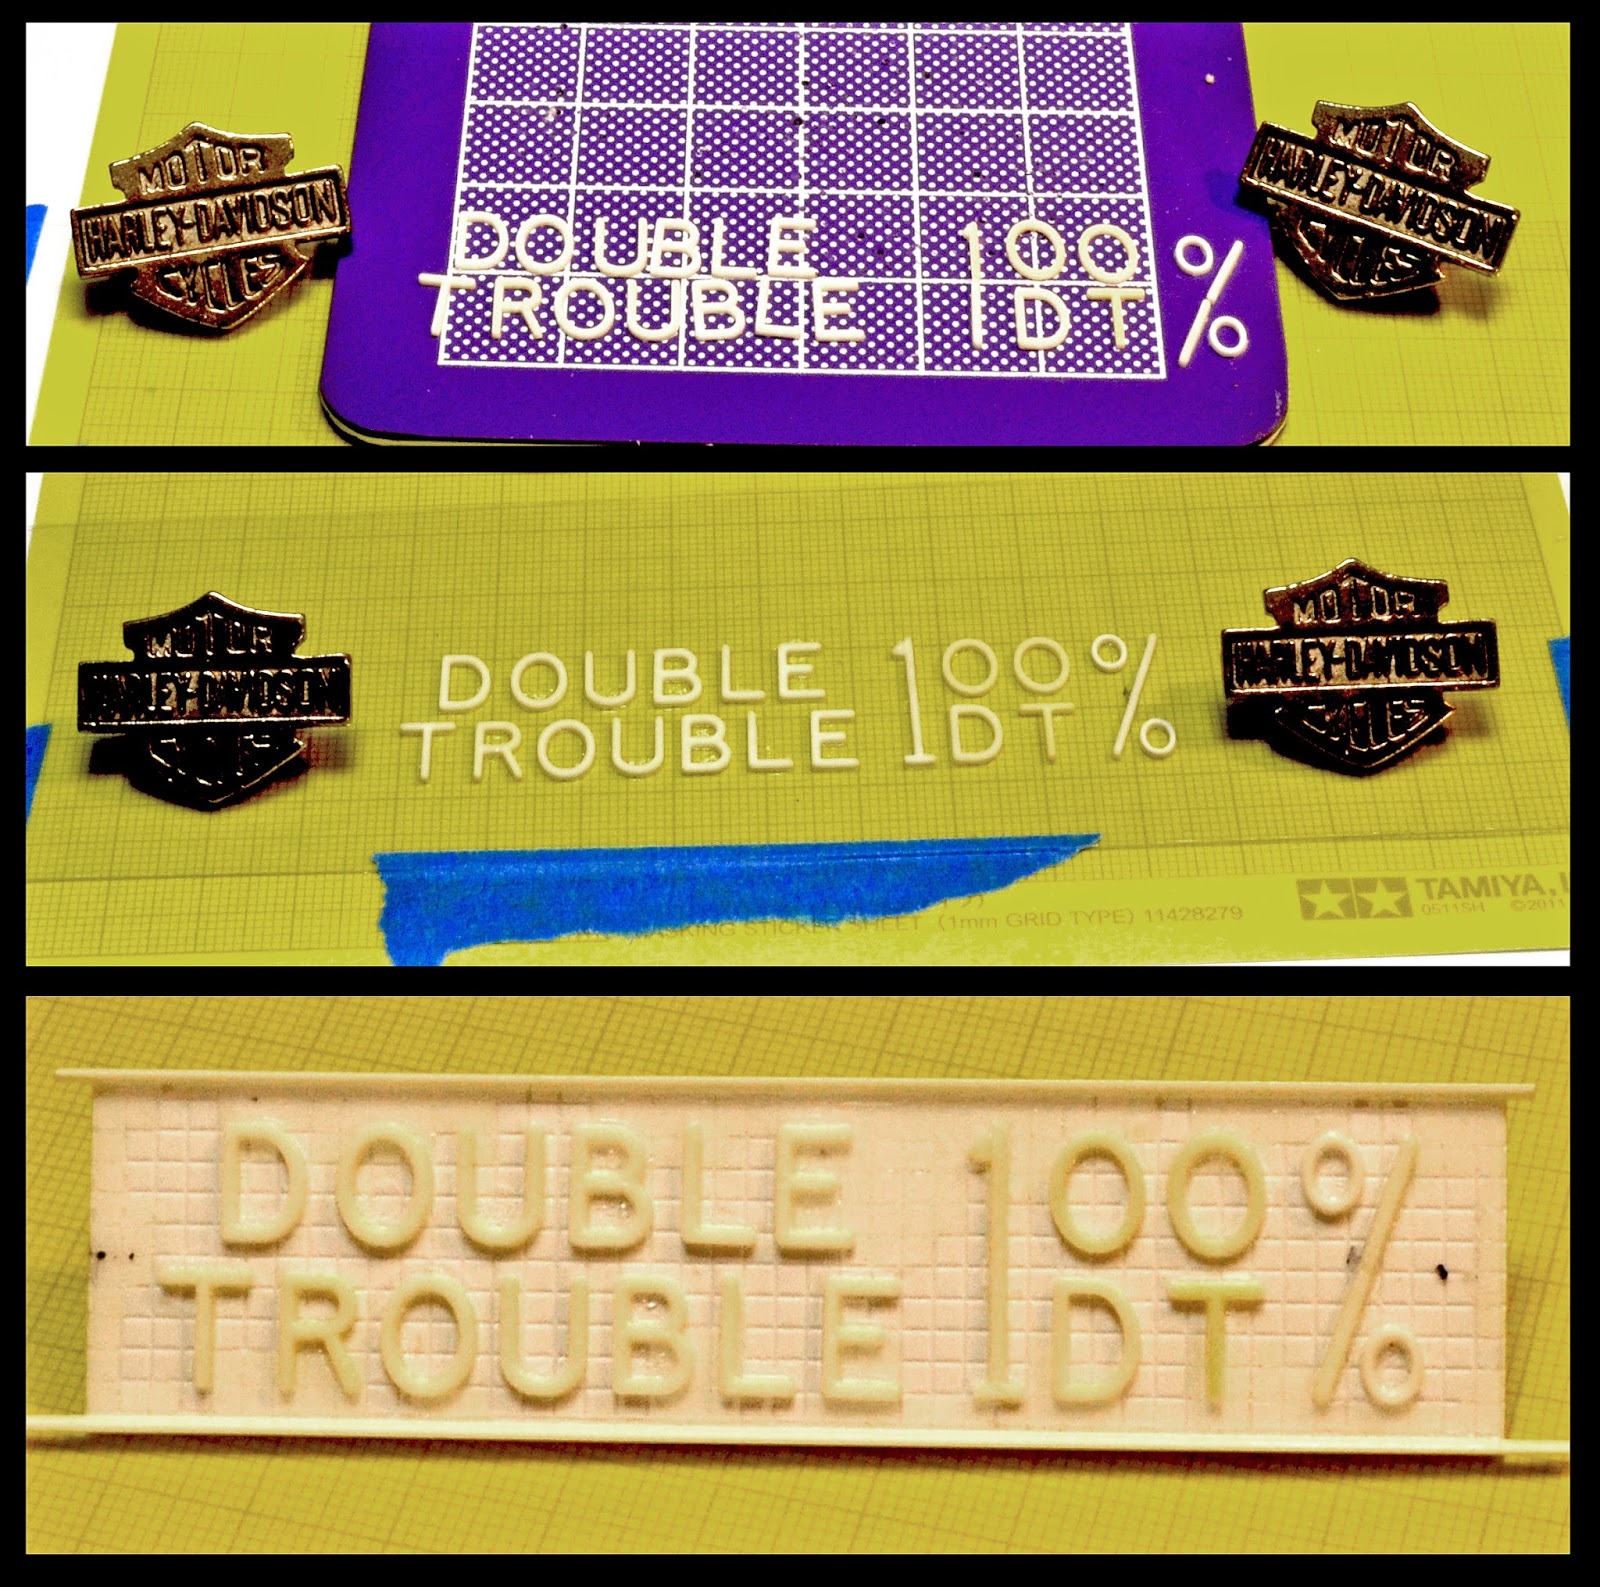 MOTOR
HARLEY-DAVIDSON
CYCLES
DOUBLE 100%
TROUBLE 1DT
MOTOR
HARLEY-DAVIDSON
CYCLES
MOTOR
HARLEY-DAVIDSON
CYCLES
DOUBLE 100%
TROUBLE 1DT
MOTOR
HARLEY-DAVIDSON
CYCLES
MASKING STICKER SHEET (1mm GRID TYPE) 11428279
TAMIYA,
0511SH ©2011
DOUBLE 100%
TROUBLE 1DT